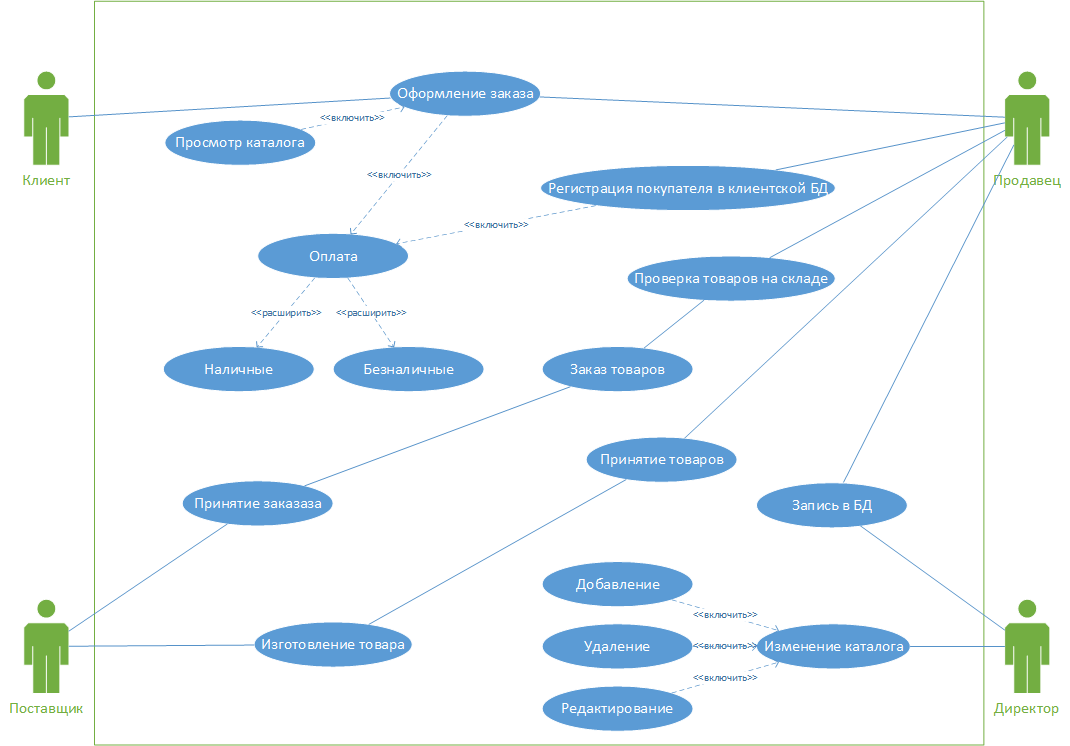 Оформление заказа
<<включить>>
Просмотр каталога
<<включить>>
Клиент
Продавец
Регистрация покупателя в клиентской БД
<<включить>>
Оплата
Проверка товаров на складе
<<расширить>>
<<расширить>>
Наличные
Безналичные
Заказ товаров
Принятие товаров
Принятие заказаза
Запись в БД
Добавление
<<включить>>
Изготовление товара
Удаление
<<включить>>
Изменение каталога
<<включить>>
Редактирование
Поставщик
Директор